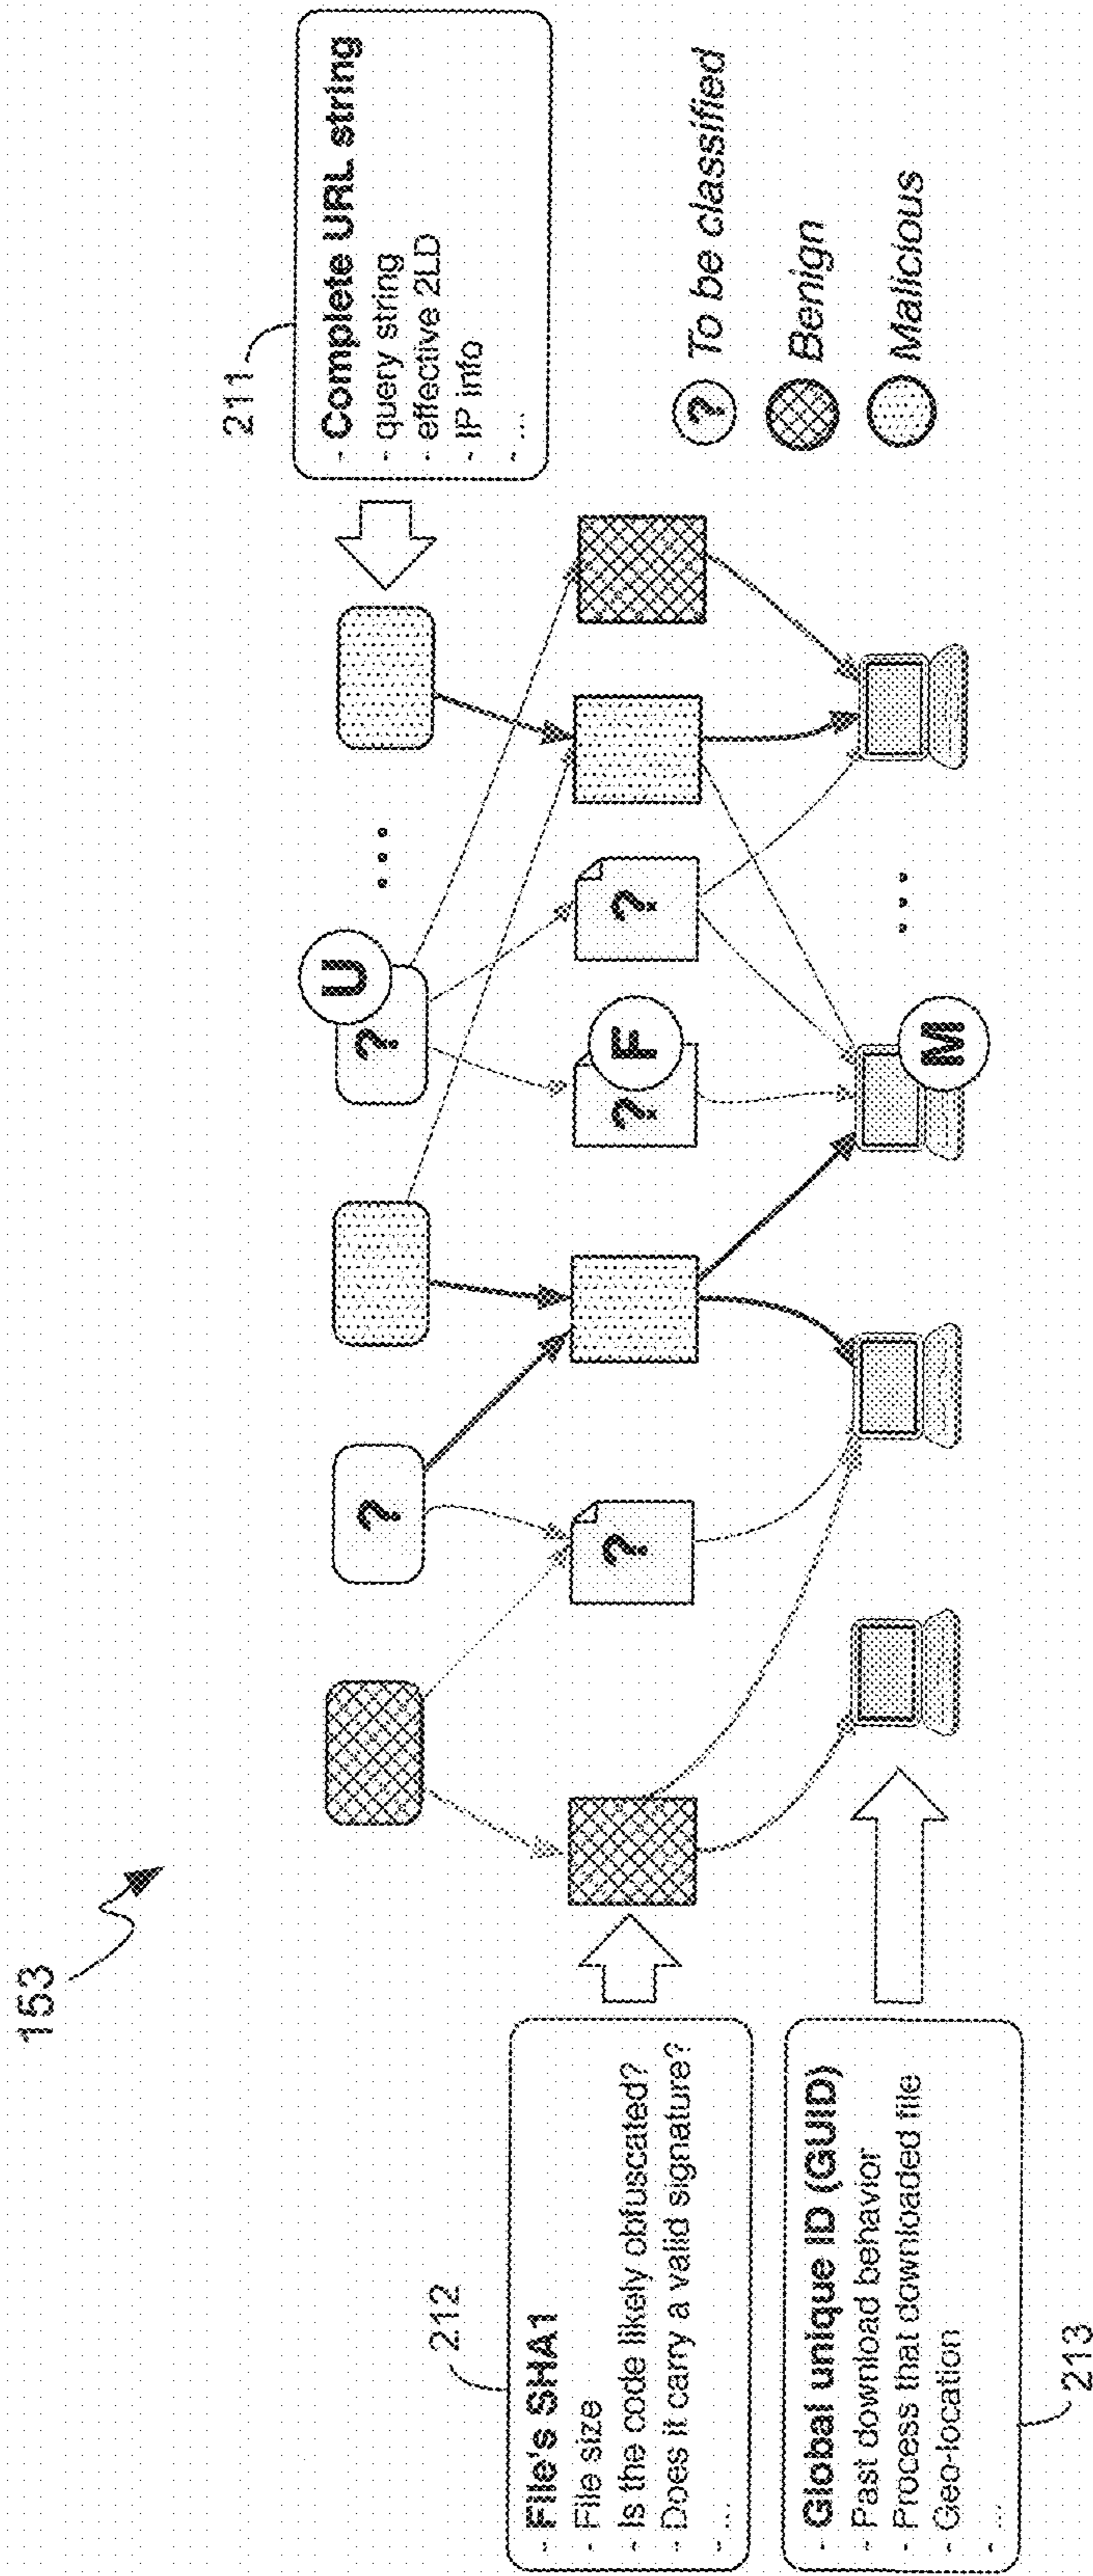 153
211
- Complete URL string
- query string
- effective 2LD
- IP info
- ...
U
?
?
...
212
- File's SHA1
- File size
- Is the code likely obfuscated?
- Does it carry a valid signature?
- ...
?
?
F
?
? To be classified
Benign
Malicious
- Global unique ID (GUID)
- Past download behavior
- Process that downloaded file
- Geo-location
- ...
213
M
...